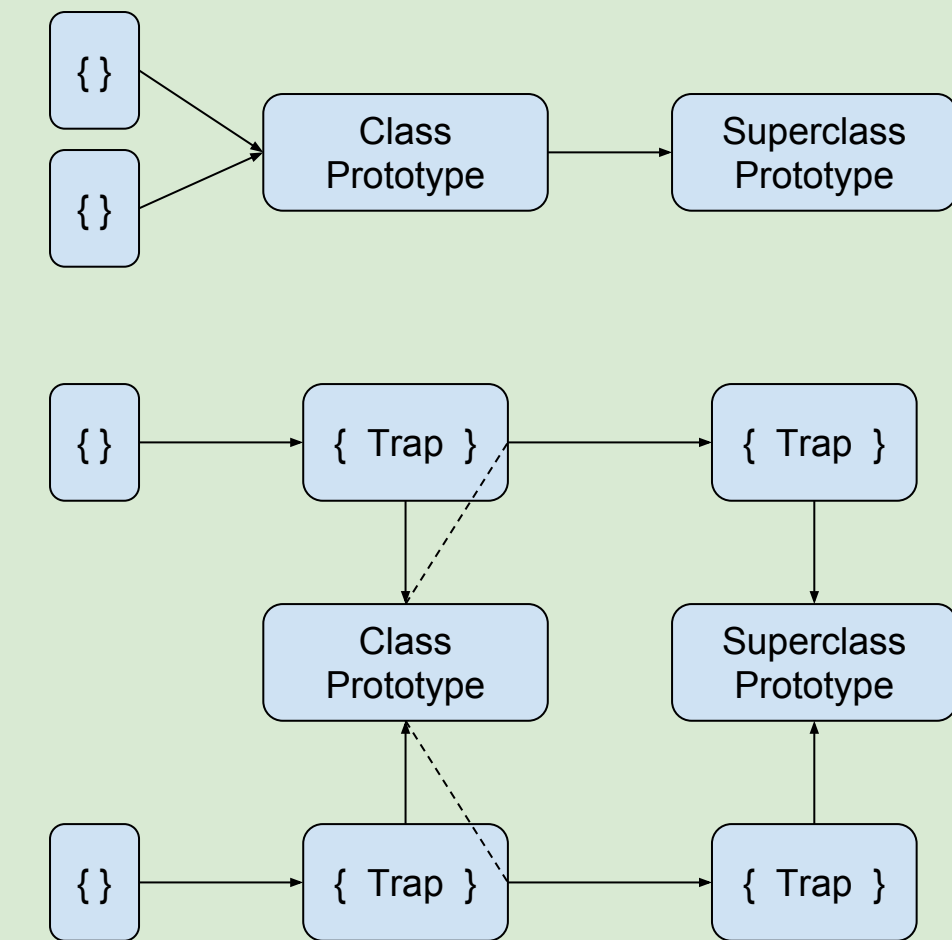 { }
Class
Prototype
Superclass
Prototype
{ }
{ }
{ Trap }
{ Trap }
Class
Prototype
Superclass
Prototype
{ }
{ Trap }
{ Trap }